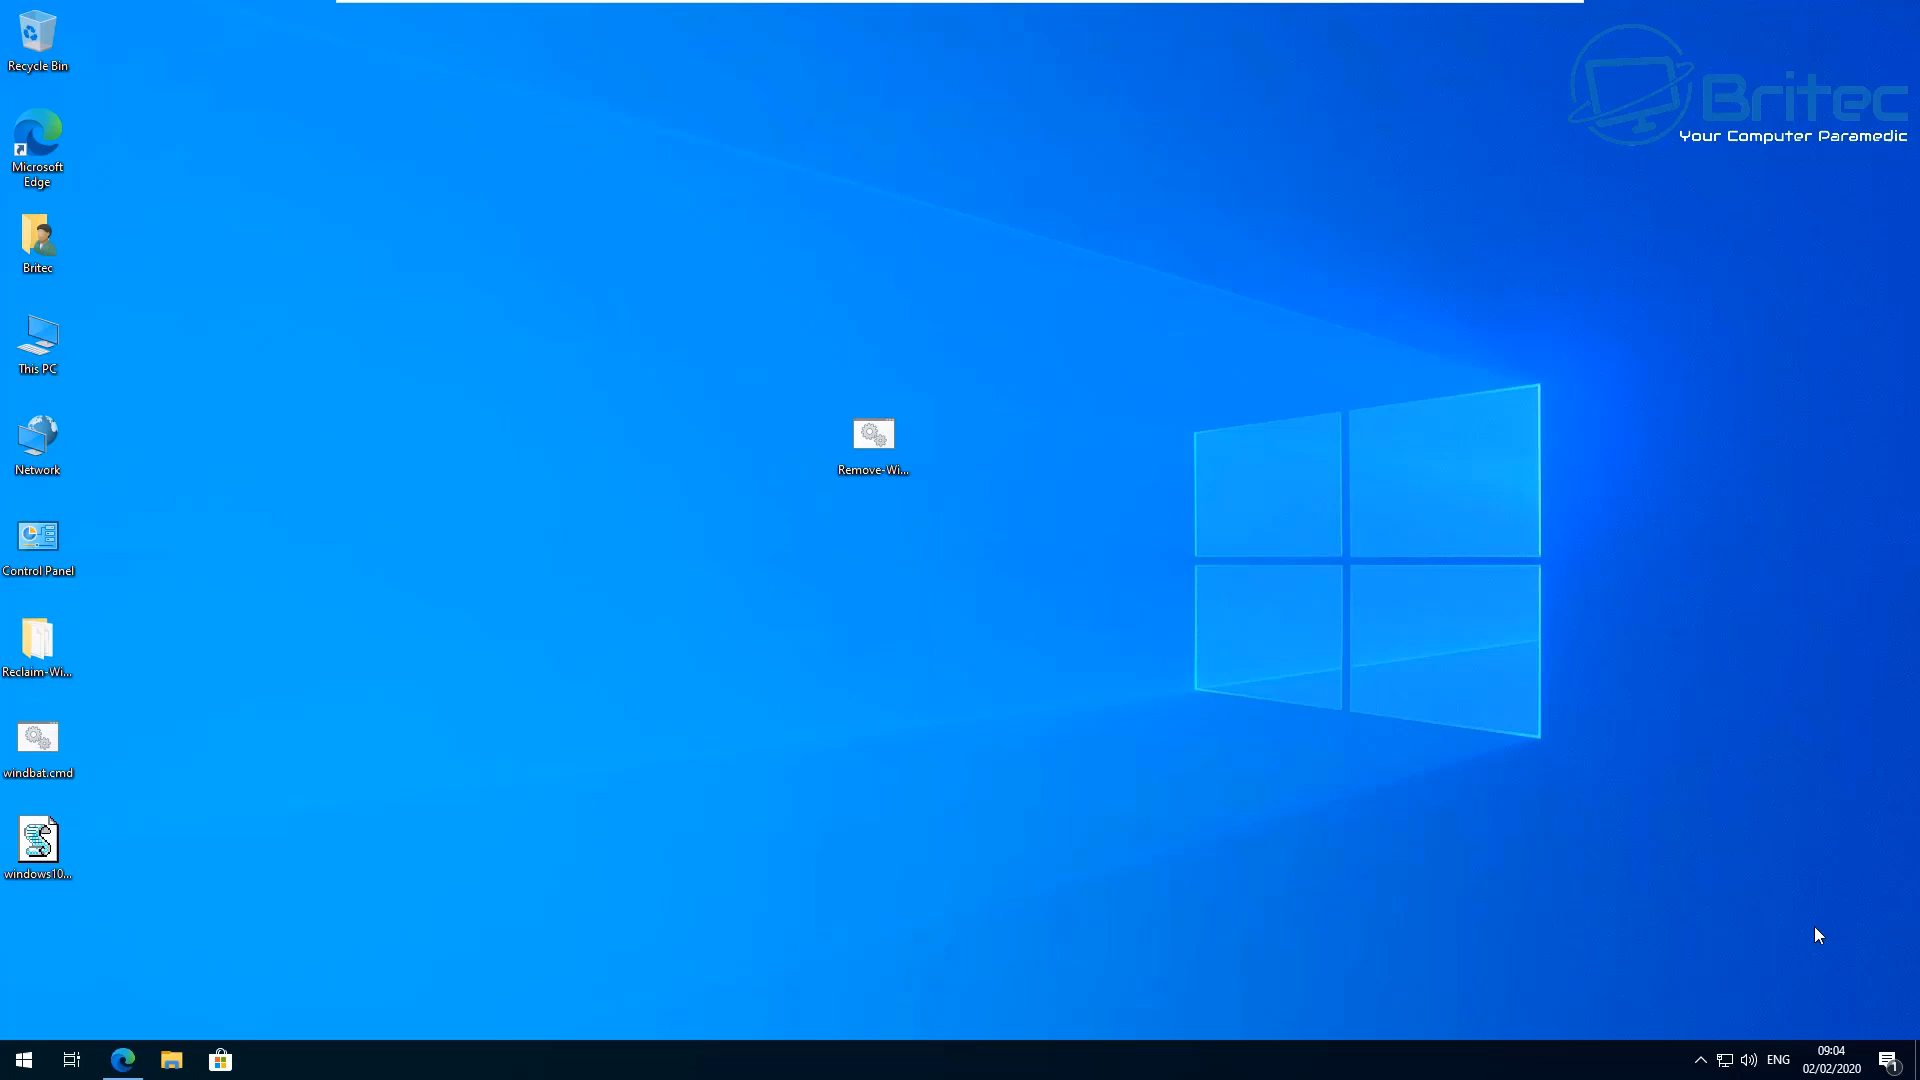 Recycle Bin
Microsoft
Edge
Britec
This PC
Network
Control Panel
Reclaim-Wi...
windbat.cmd
windows10...
Remove-Wi...
Britec
Your Computer Paramedic
ENG
09:04
02/02/2020
1